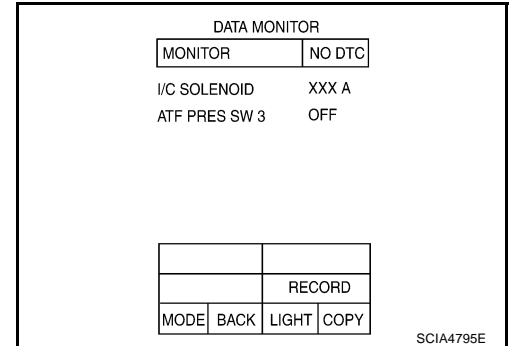 DATA MONITOR
MONITOR NO DTC
I/C SOLENOID XXX A
ATF PRES SW 3 OFF
RECORD
MODE BACK LIGHT COPY
SCIA4795E